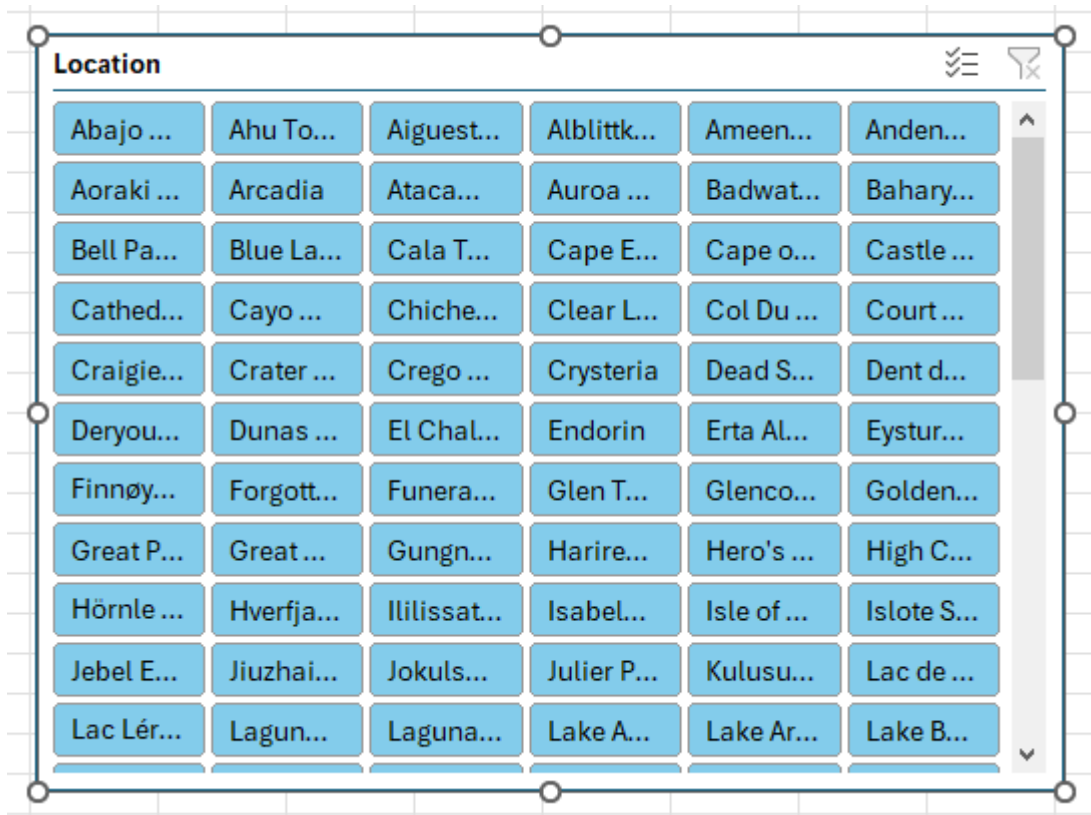 Location
Abajo ... Ahu To... Aiguest... Alblittk... Ameen... Anden...
Aoraki ... Arcadia Ataca... Auroa ... Badwat... Bahary...
Bell Pa... Blue La... Cala T... Cape E... Cape o... Castle ...
Cathed... Cayo ... Chiche... Clear L... Col Du ... Court ...
Craigie... Crater ... Crego ... Crysteria Dead S... Dent d...
Deryou... Dunas ... El Chal... Endorin Erta Al... Eystur...
Finnøy... Forgott... Funera... Glen T... Glenco... Golden...
Great P... Great ... Gungn... Harire... Hero's ... High C...
Hörnle ... Hverfja... Ililissat... Isabel... Isle of ... Islote S...
Jebel E... Jiuzhai... Jokuls... Julier P... Kulusu... Lac de ...
Lac Lér... Lagun... Laguna... Lake A... Lake Ar... Lake B...